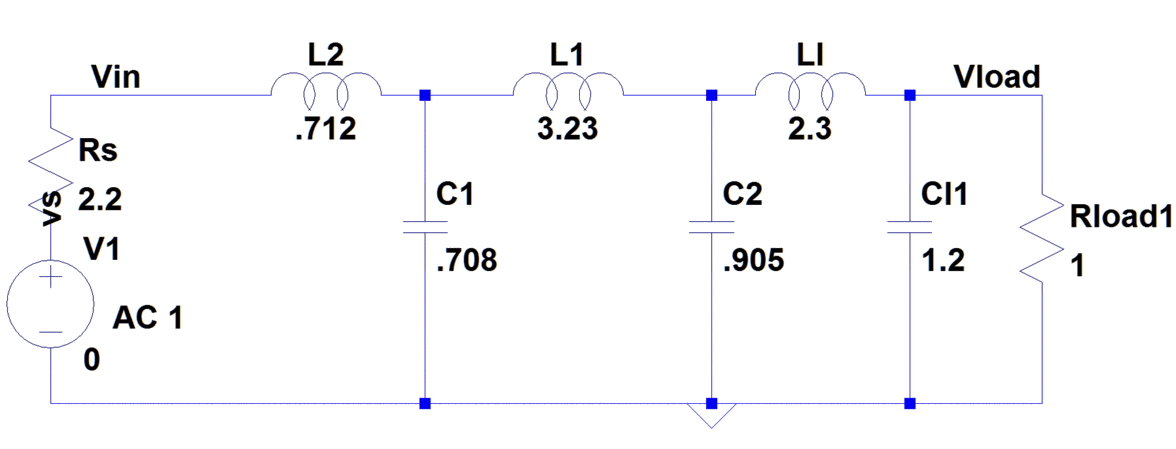 L2
L1
Ll
Vin
Vload
.712
3.23
2.3
Rs
2.2
vs
C1
.708
C2
.905
Cl1
1.2
Rload1
1
V1
AC 1
0